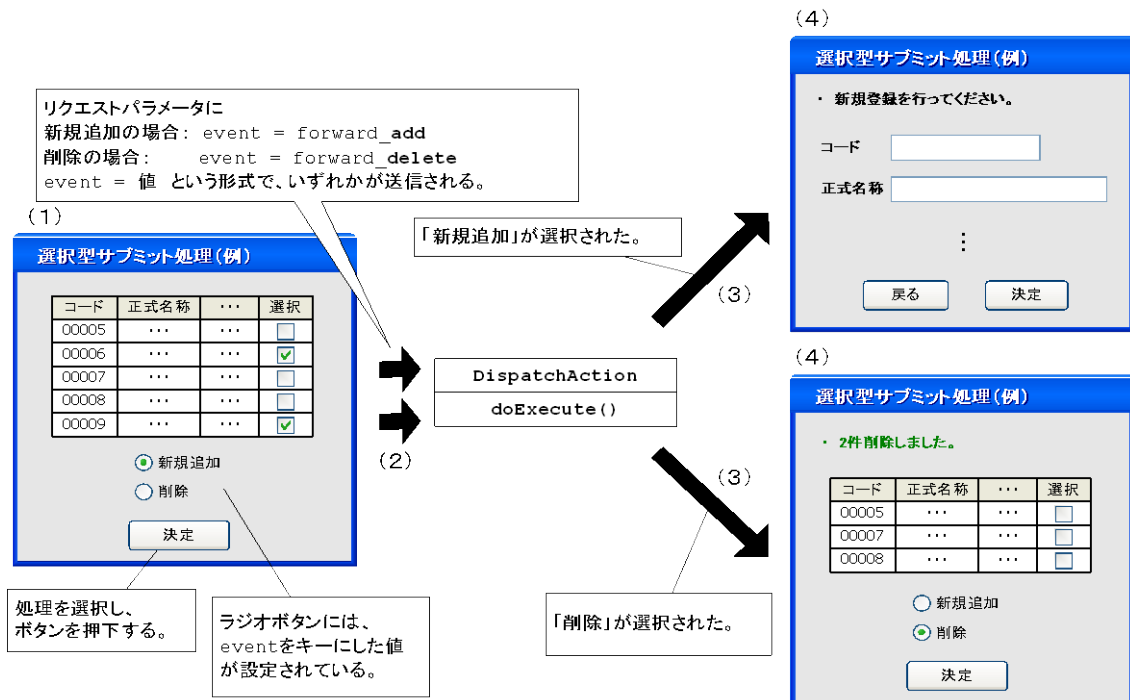 リクエストパラメータに
新規追加の場合： event = forward_add
削除の場合： event = forward_delete
event = 値 という形式で、いずれかが送信される。
（１）
選択型サブミット処理(例)
コード 正式名称 ・・・ 選択
00005 ・・・ ・・・
00006 ・・・ ・・・
00007 ・・・ ・・・
00008 ・・・ ・・・
00009 ・・・ ・・・
新規追加
削除
決定
処理を選択し、
ボタンを押下する。
ラジオボタンには、
eventをキーにした値
が設定されている。
（２）
DispatchAction
doExecute()
「新規追加」が選択された。
（３）
（３）
「削除」が選択された。
（４）
選択型サブミット処理(例)
・ 新規登録を行ってください。
コード
正式名称
⋮
戻る 決定
（４）
選択型サブミット処理(例)
・ 2件削除しました。
コード 正式名称 ・・・ 選択
00005 ・・・ ・・・
00007 ・・・ ・・・
00008 ・・・ ・・・
新規追加
削除
決定